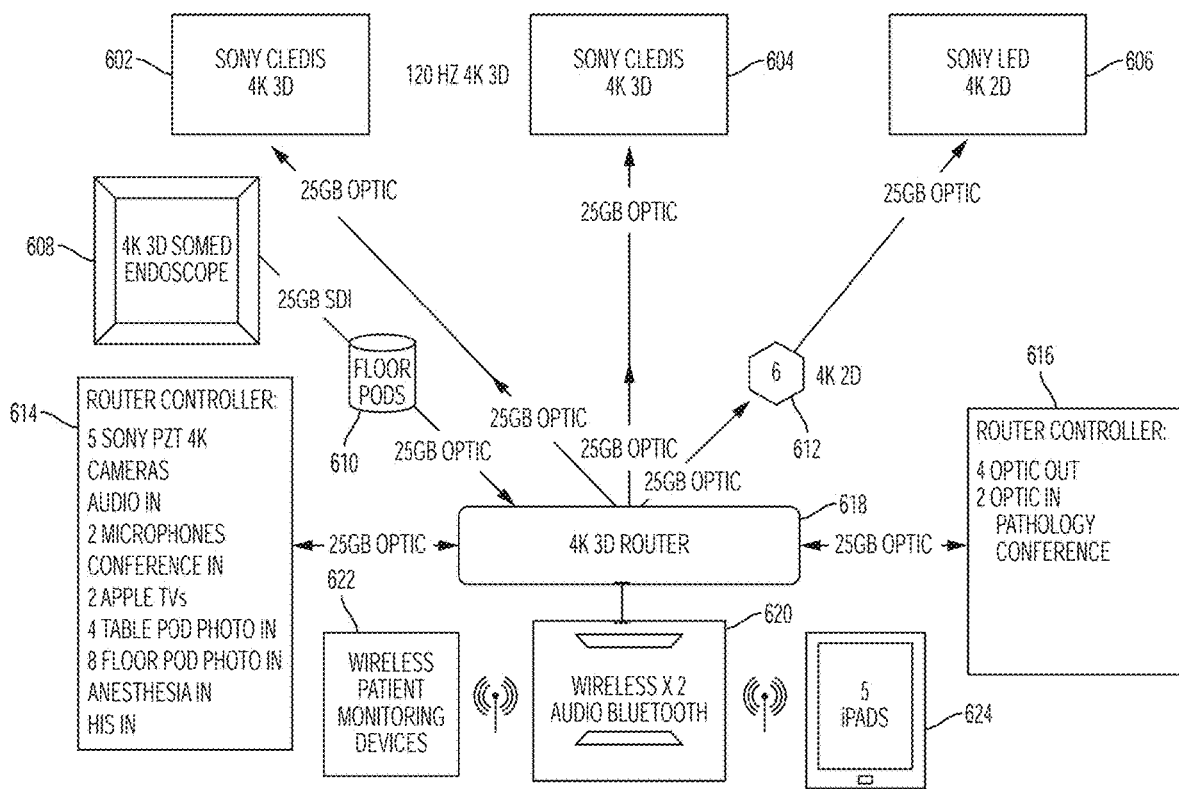 602
SONY CLEDIS
4K 3D
120 HZ 4K 3D
SONY CLEDIS
4K 3D
604
SONY LED
4K 2D
606
25GB OPTIC
25GB OPTIC
25GB OPTIC
608
4K 3D SOMED
ENDOSCOPE
25GB SDI
FLOOR
PODS
610
6
4K 2D
612
25GB OPTIC
25GB OPTIC
25GB OPTIC
25GB OPTIC
614
ROUTER CONTROLLER:
5 SONY PZT 4K
CAMERAS
AUDIO IN
2 MICROPHONES
CONFERENCE IN
2 APPLE TVs
4 TABLE POD PHOTO IN
8 FLOOR POD PHOTO IN
ANESTHESIA IN
HIS IN
616
ROUTER CONTROLLER:
4 OPTIC OUT
2 OPTIC IN
PATHOLOGY
CONFERENCE
25GB OPTIC
4K 3D ROUTER
618
25GB OPTIC
622
WIRELESS
PATIENT
MONITORING
DEVICES
620
WIRELESS X 2
AUDIO BLUETOOTH
5
iPADS
624